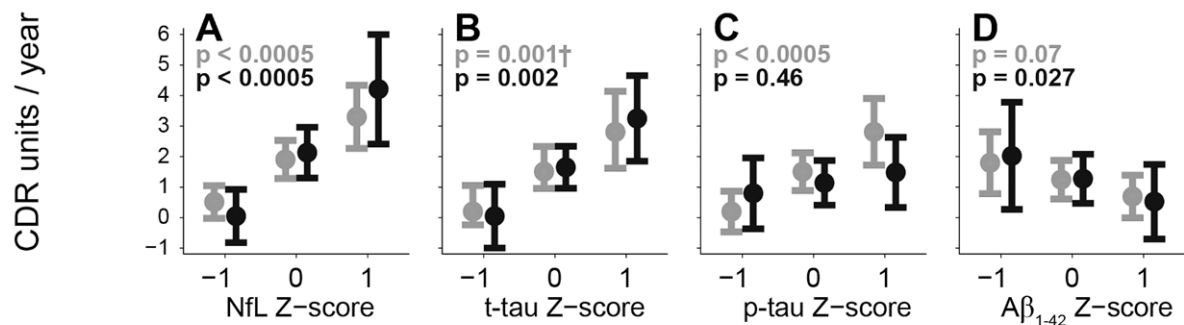 CDR units / year
6
5
4
3
2
1
0
−1
A
p < 0.0005
p < 0.0005
−1 0 1
NfL Z−score
B
p = 0.001†
p = 0.002
−1 0 1
t-tau Z−score
C
p < 0.0005
p = 0.46
−1 0 1
p-tau Z−score
D
p = 0.07
p = 0.027
−1 0 1
Aβ1-42 Z−score